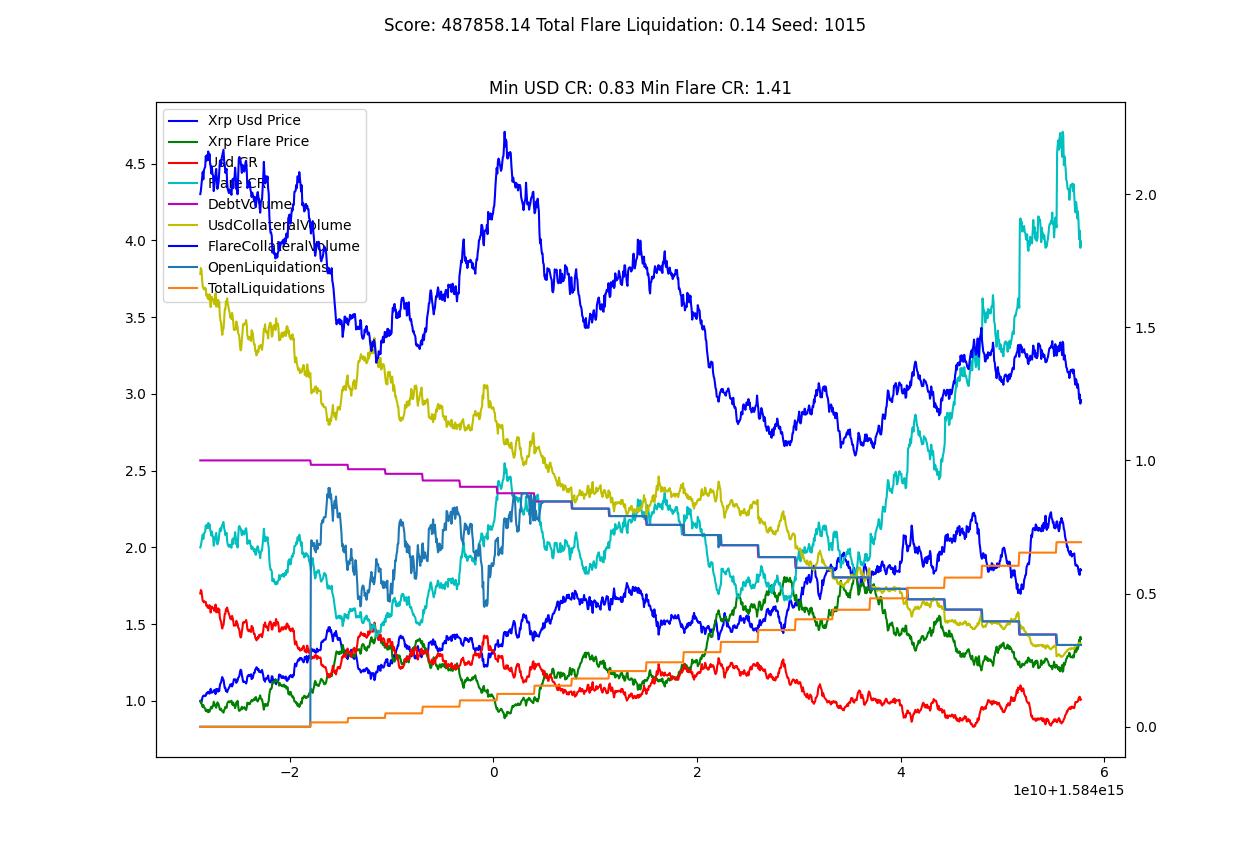 Score: 487858.14 Total Flare Liquidation: 0.14 Seed: 1015
Min USD CR: 0.83 Min Flare CR: 1.41
Xrp Usd Price
Xrp Flare Price
Usd CR
Flare CR
DebtVolume
UsdCollateralVolume
FlareCollateralVolume
OpenLiquidations
TotalLiquidations
4.5
4.0
3.5
3.0
2.5
2.0
1.5
1.0
2.0
1.5
1.0
0.5
0.0
−2
0
2
4
6
1e10+1.584e15